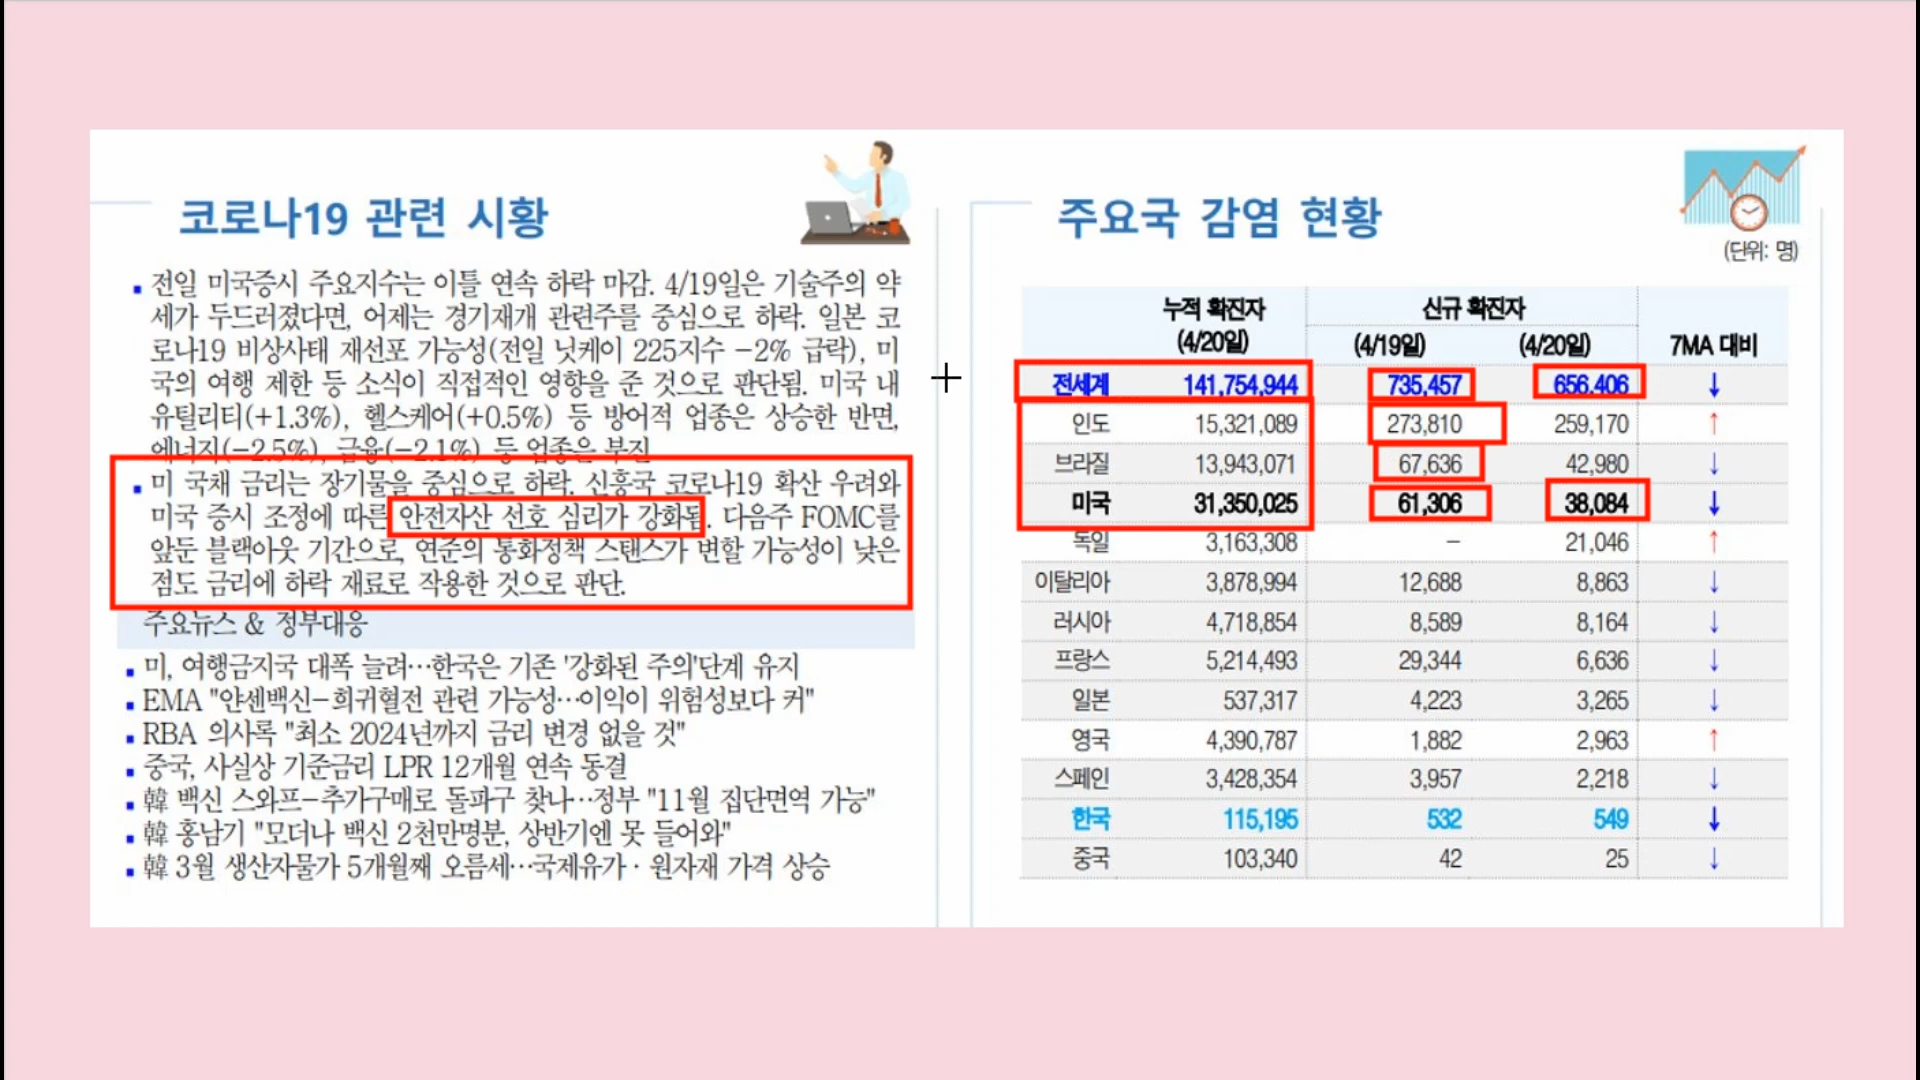 코로나19 관련 시황
전일 미국증시 주요지수는 이틀 연속 하락 마감. 4/19일은 기술주의 약
세가 두드러졌다면, 어제는 경기재개 관련주를 중심으로 하락. 일본 코
로나19 비상사태 재선포 가능성(전일 닛케이 225지수 -2% 급락), 미
국의 여행 제한 등 소식이 직접적인 영향을 준 것으로 판단됨. 미국 내
유틸리티(+1.3%), 헬스케어(+0.5%) 등 방어적 업종은 상승한 반면,
에너지(-2.5%), 금융(-2.1%) 등 업종은 부진
미 국채 금리는 장기물을 중심으로 하락. 신흥국 코로나19 확산 우려와
미국 증시 조정에 따른 안전자산 선호 심리가 강화됨. 다음주 FOMC를
앞둔 블랙아웃 기간으로, 연준의 통화정책 스탠스가 변할 가능성이 낮은
점도 금리에 하락 재료로 작용한 것으로 판단.
주요뉴스 & 정부대응
미, 여행금지국 대폭 늘려…한국은 기존 '강화된 주의'단계 유지
EMA "얀센백신-희귀혈전 관련 가능성…이익이 위험성보다 커"
RBA 의사록 "최소 2024년까지 금리 변경 없을 것"
중국, 사실상 기준금리 LPR 12개월 연속 동결
韓 백신 스와프-추가구매로 돌파구 찾나…정부 "11월 집단면역 가능"
韓 홍남기 "모더나 백신 2천만명분, 상반기엔 못 들어와"
韓 3월 생산자물가 5개월째 오름세…국제유가·원자재 가격 상승
주요국 감염 현황
(단위: 명)
누적 확진자 신규 확진자
(4/20일) (4/19일) (4/20일) 7MA 대비
전세계 141,754,944 735,457 656,406 ↓
인도 15,321,089 273,810 259,170 ↑
브라질 13,943,071 67,636 42,980 ↓
미국 31,350,025 61,306 38,084 ↓
독일 3,163,308 - 21,046 ↑
이탈리아 3,878,994 12,688 8,863 ↓
러시아 4,718,854 8,589 8,164 ↓
프랑스 5,214,493 29,344 6,636 ↓
일본 537,317 4,223 3,265 ↓
영국 4,390,787 1,882 2,963 ↑
스페인 3,428,354 3,957 2,218 ↓
한국 115,195 532 549 ↓
중국 103,340 42 25 ↓